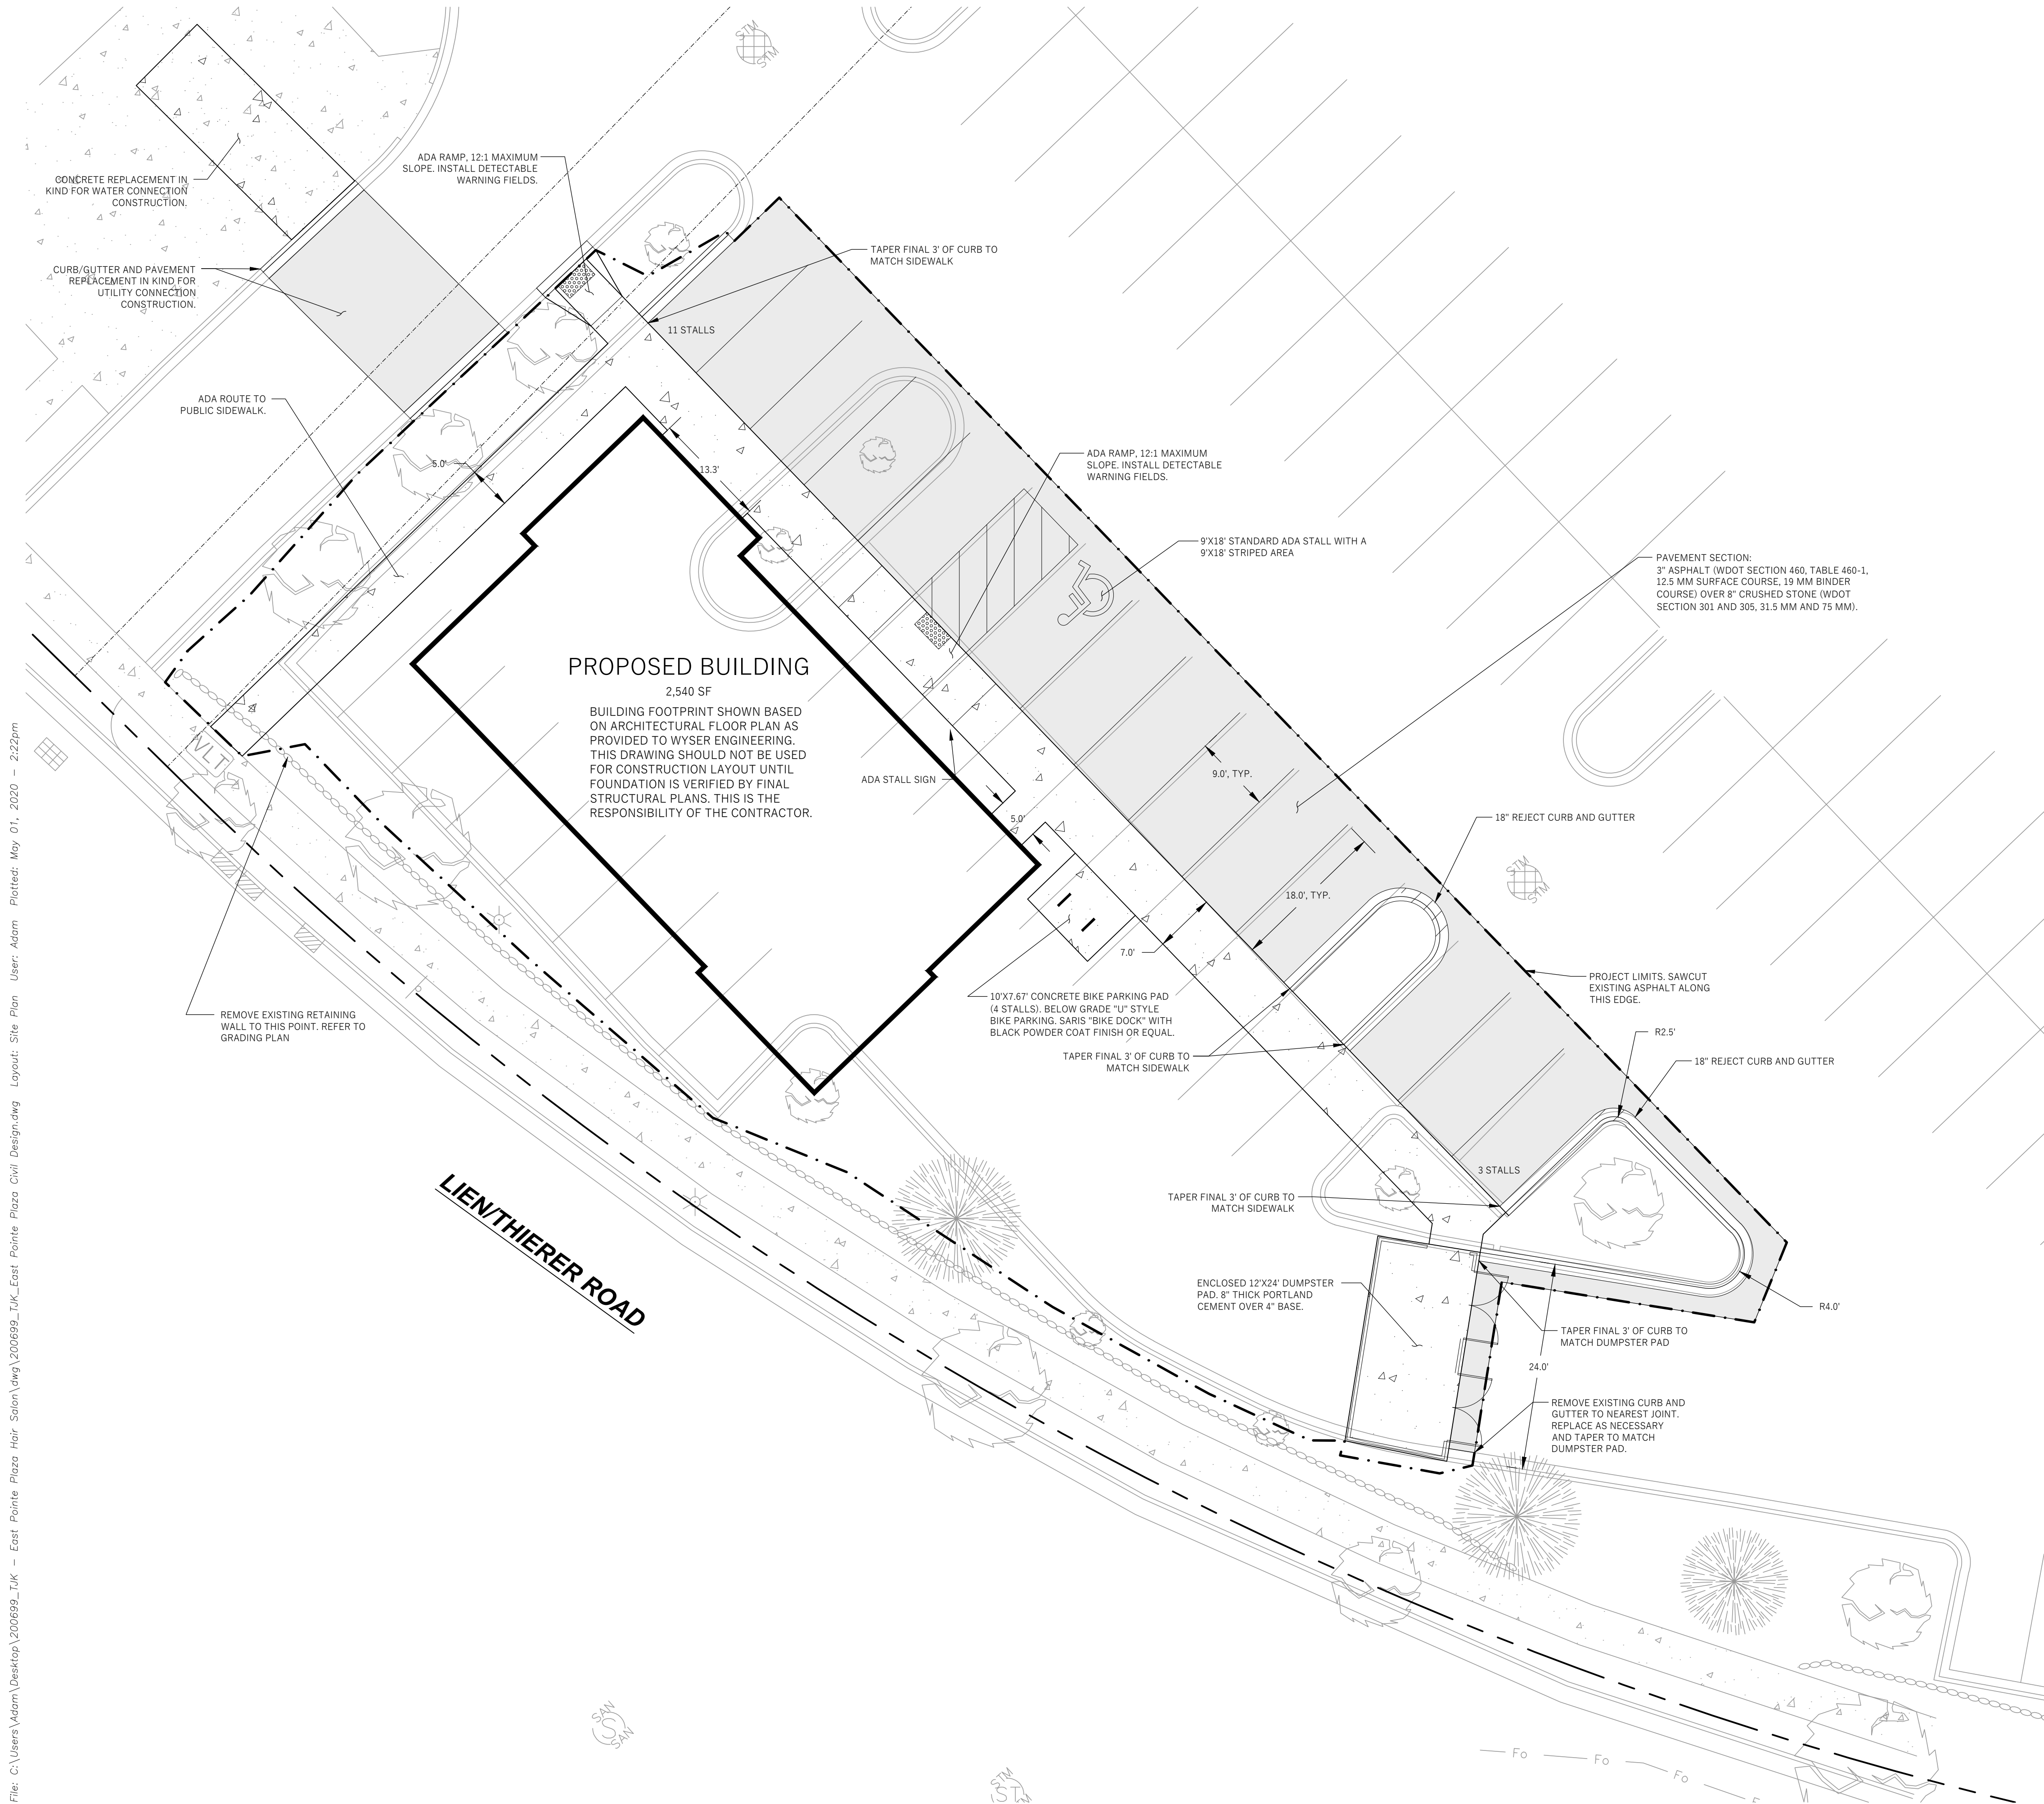 STM
STM
CONCRETE REPLACEMENT IN
KIND FOR WATER CONNECTION
CONSTRUCTION.
ADA RAMP, 12:1 MAXIMUM
SLOPE. INSTALL DETECTABLE
WARNING FIELDS.
CURB/GUTTER AND PAVEMENT
REPLACEMENT IN KIND FOR
UTILITY CONNECTION
CONSTRUCTION.
TAPER FINAL 3' OF CURB TO
MATCH SIDEWALK
11 STALLS
ADA ROUTE TO
PUBLIC SIDEWALK.
5.0'
13.3'
ADA RAMP, 12:1 MAXIMUM
SLOPE. INSTALL DETECTABLE
WARNING FIELDS.
9'X18' STANDARD ADA STALL WITH A
9'X18' STRIPED AREA
PAVEMENT SECTION:
3" ASPHALT (WDOT SECTION 460, TABLE 460-1,
12.5 MM SURFACE COURSE, 19 MM BINDER
COURSE) OVER 8" CRUSHED STONE (WDOT
SECTION 301 AND 305, 31.5 MM AND 75 MM).
PROPOSED BUILDING
2,540 SF
BUILDING FOOTPRINT SHOWN BASED
ON ARCHITECTURAL FLOOR PLAN AS
PROVIDED TO WYSER ENGINEERING.
THIS DRAWING SHOULD NOT BE USED
FOR CONSTRUCTION LAYOUT UNTIL
FOUNDATION IS VERIFIED BY FINAL
STRUCTURAL PLANS. THIS IS THE
RESPONSIBILITY OF THE CONTRACTOR.
VLT
ADA STALL SIGN
9.0', TYP.
5.0'
18" REJECT CURB AND GUTTER
STM
STM
18.0', TYP.
7.0'
PROJECT LIMITS. SAWCUT
EXISTING ASPHALT ALONG
THIS EDGE.
10'X7.67' CONCRETE BIKE PARKING PAD
(4 STALLS). BELOW GRADE "U" STYLE
BIKE PARKING. SARIS "BIKE DOCK" WITH
BLACK POWDER COAT FINISH OR EQUAL.
REMOVE EXISTING RETAINING
WALL TO THIS POINT. REFER TO
GRADING PLAN
R2.5'
TAPER FINAL 3' OF CURB TO
MATCH SIDEWALK
18" REJECT CURB AND GUTTER
3 STALLS
TAPER FINAL 3' OF CURB TO
MATCH SIDEWALK
LIEN/THIERER ROAD
ENCLOSED 12'X24' DUMPSTER
PAD. 8" THICK PORTLAND
CEMENT OVER 4" BASE.
R4.0'
TAPER FINAL 3' OF CURB TO
MATCH DUMPSTER PAD
24.0'
REMOVE EXISTING CURB AND
GUTTER TO NEAREST JOINT.
REPLACE AS NECESSARY
AND TAPER TO MATCH
DUMPSTER PAD.
SAN
S
SAN
STM
ST
Fo
Fo
Fo
File: C:\Users\Adam\Desktop\200699_TJK - East Pointe Plaza Hair Salon\dwg\200699_TJK_East Pointe Plaza Civil Design.dwg Layout: Site Plan User: Adam Plotted: May 01, 2020 - 2:22pm